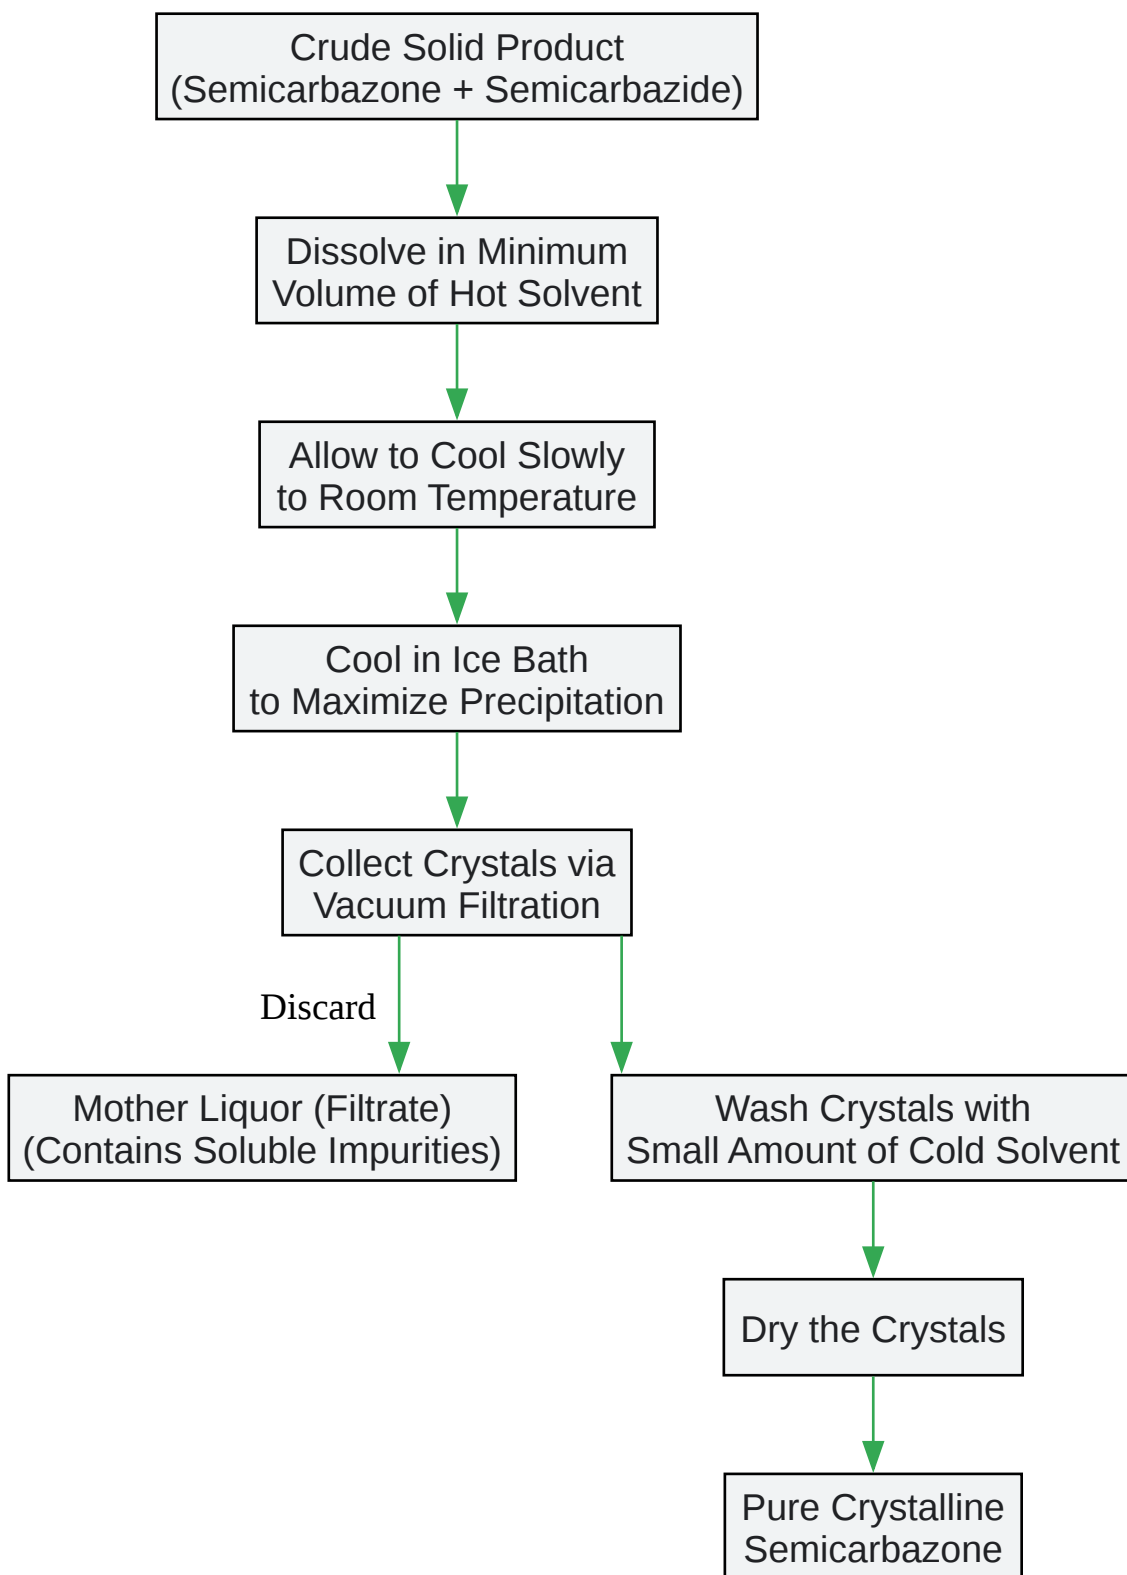 Crude Solid Product
(Semicarbazone + Semicarbazide)
Dissolve in Minimum
Volume of Hot Solvent
Allow to Cool Slowly
to Room Temperature
Cool in Ice Bath
to Maximize Precipitation
Collect Crystals via
Vacuum Filtration
Discard
Mother Liquor (Filtrate)
(Contains Soluble Impurities)
Wash Crystals with
Small Amount of Cold Solvent
Dry the Crystals
Pure Crystalline
Semicarbazone